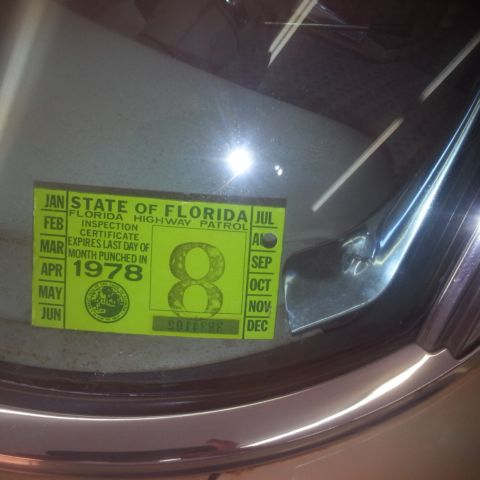 STATE OF FLORIDA
FLORIDA HIGHWAY PATROL
INSPECTION
CERTIFICATE
EXPIRES LAST DAY OF
MONTH PUNCHED IN
1978
8
JAN
FEB
MAR
APR
MAY
JUN
JUL
SEP
OCT
NOV
DEC